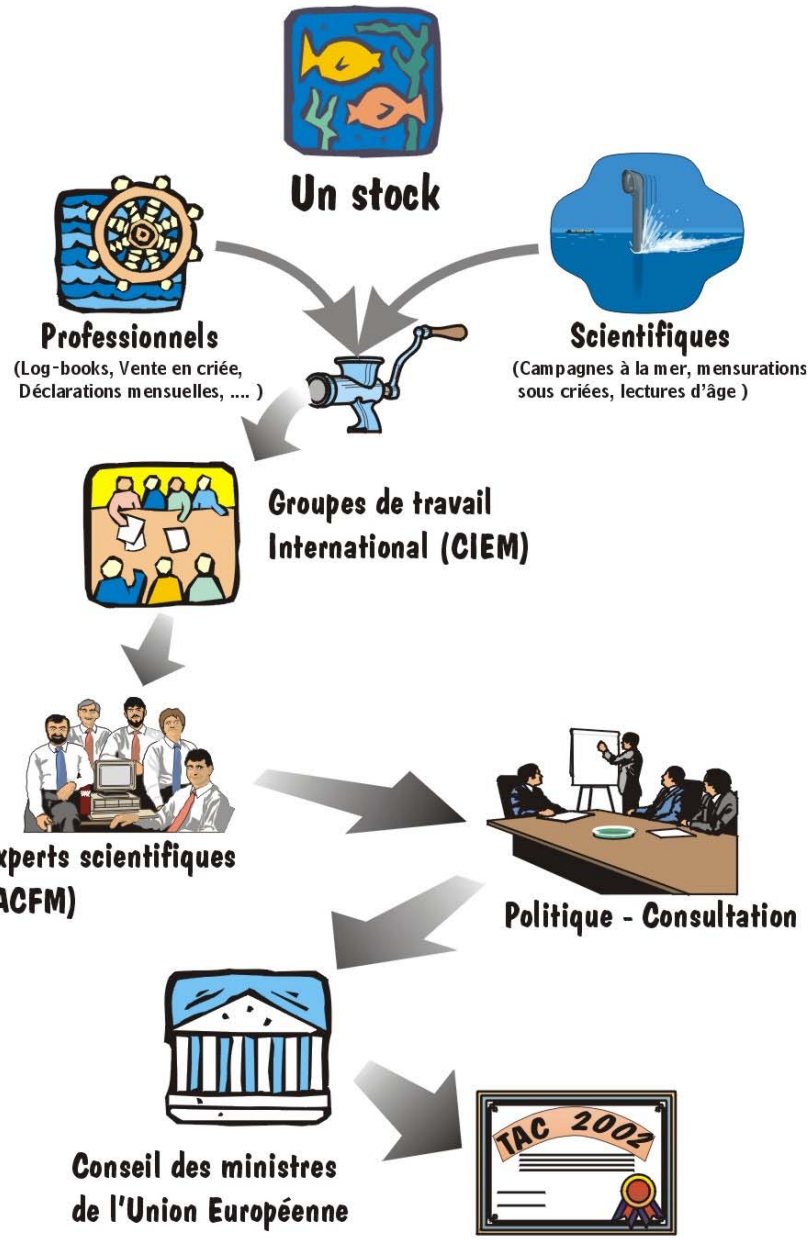 Un stock
Professionnels
(Log-books, Vente en criée,
Déclarations mensuelles, .... )
Scientifiques
(Campagnes à la mer, mensurations
sous criées, lectures d'âge )
Groupes de travail
International (CIEM)
xperts scientifiques
ACFM)
Politique - Consultation
Conseil des ministres
de l'Union Européenne
TAC 2002